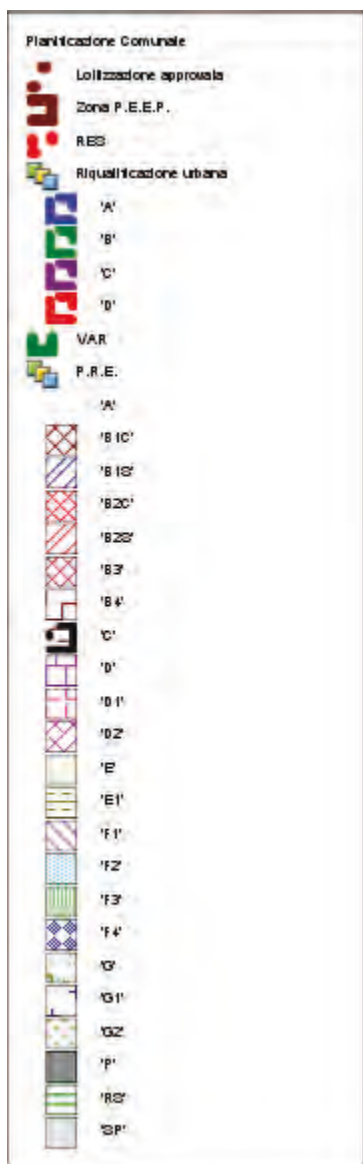 Pianificazione Comunale
Lottizzazione approvata
Zona P.E.E.P.
RES
Riqualificazione urbana
'A'
'B'
'C'
'D'
VAR
P.R.E.
'A'
'B1C'
'B1S'
'B2C'
'B2S'
'B3'
'B4'
'C'
'D'
'D1'
'D2'
'E'
'E1'
'F1'
'F2'
'F3'
'F4'
'G'
'G1'
'G2'
'P'
'RS'
'SP'